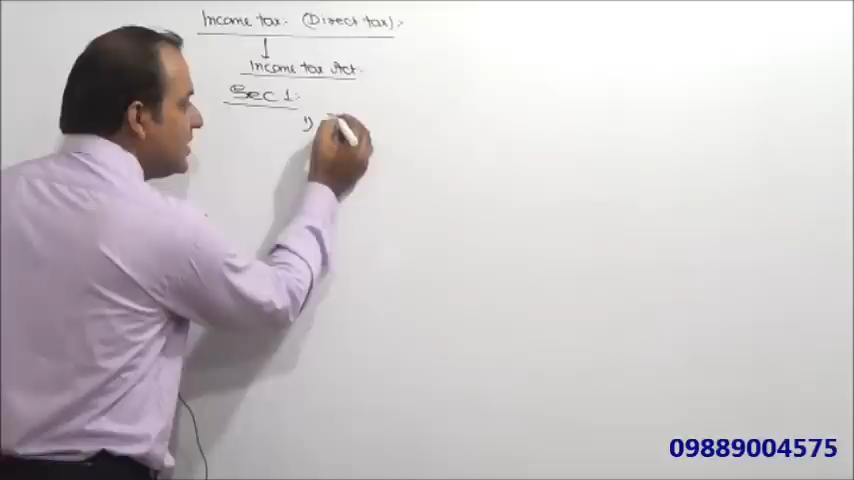 Income tax:- (Direct tax):-
Income tax Act:-
Sec 1:-
1)
09889004575